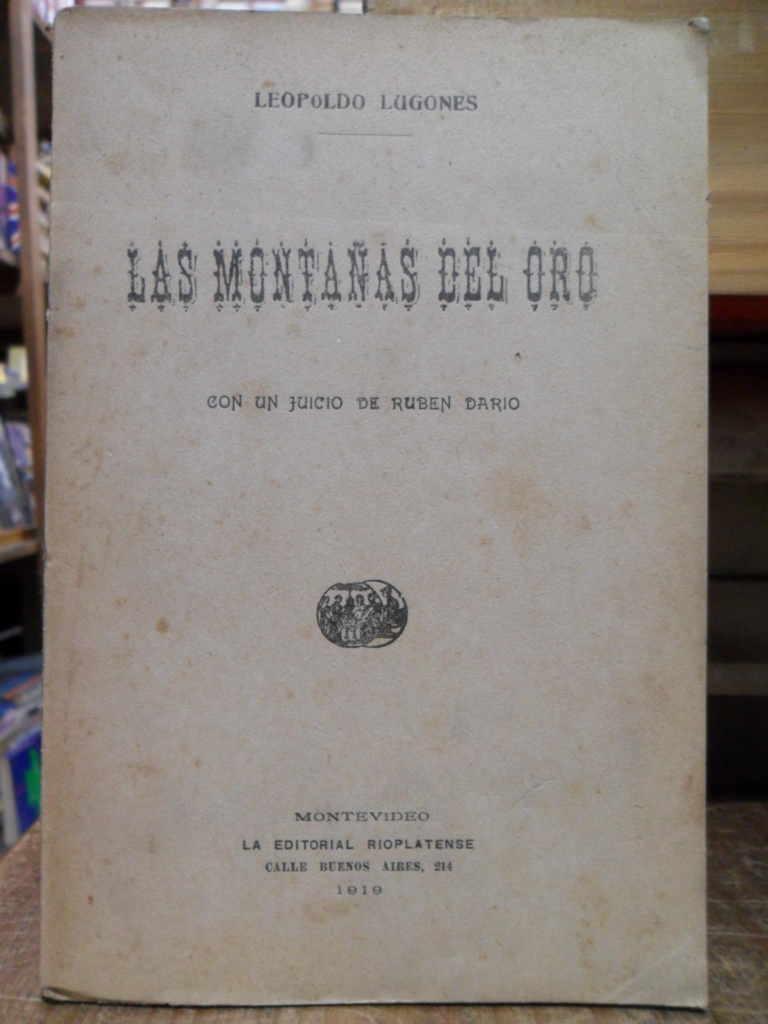 LEOPOLDO LUGONES
LAS MONTAÑAS DEL ORO
CON UN JUICIO DE RUBEN DARIO
MONTEVIDEO
LA EDITORIAL RIOPLATENSE
CALLE BUENOS AIRES, 214
1919